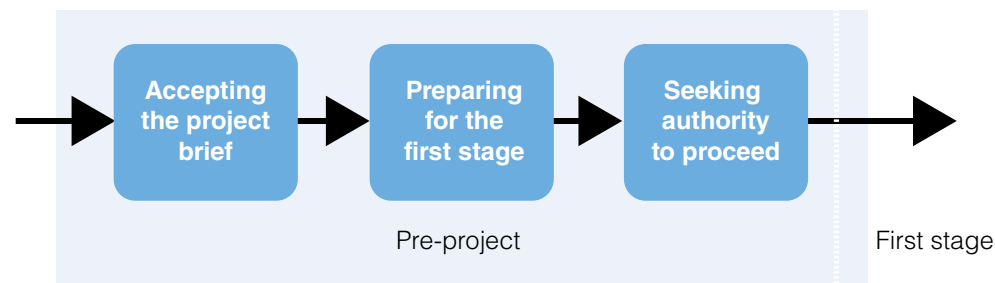 Accepting
the project
brief
Preparing
for the
first stage
Seeking
authority
to proceed
Pre-project
First stage